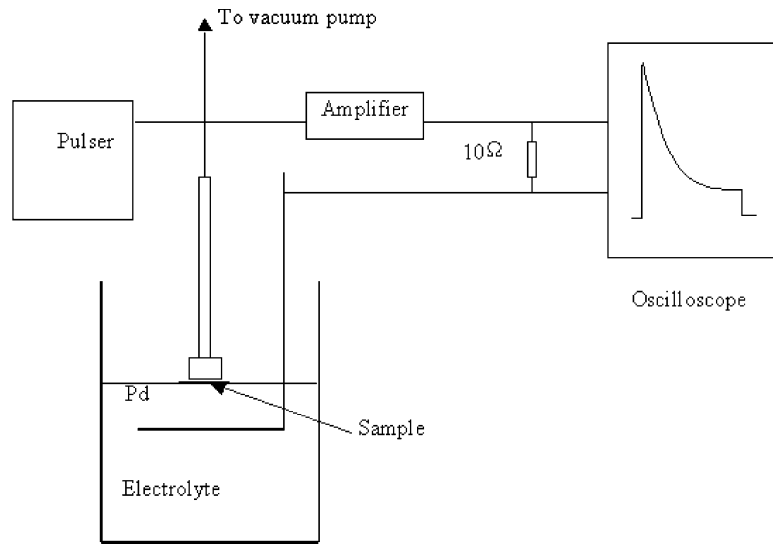 To vacuum pump
Amplifier
Pulser
10Ω
Oscilloscope
Pd
Sample
Electrolyte